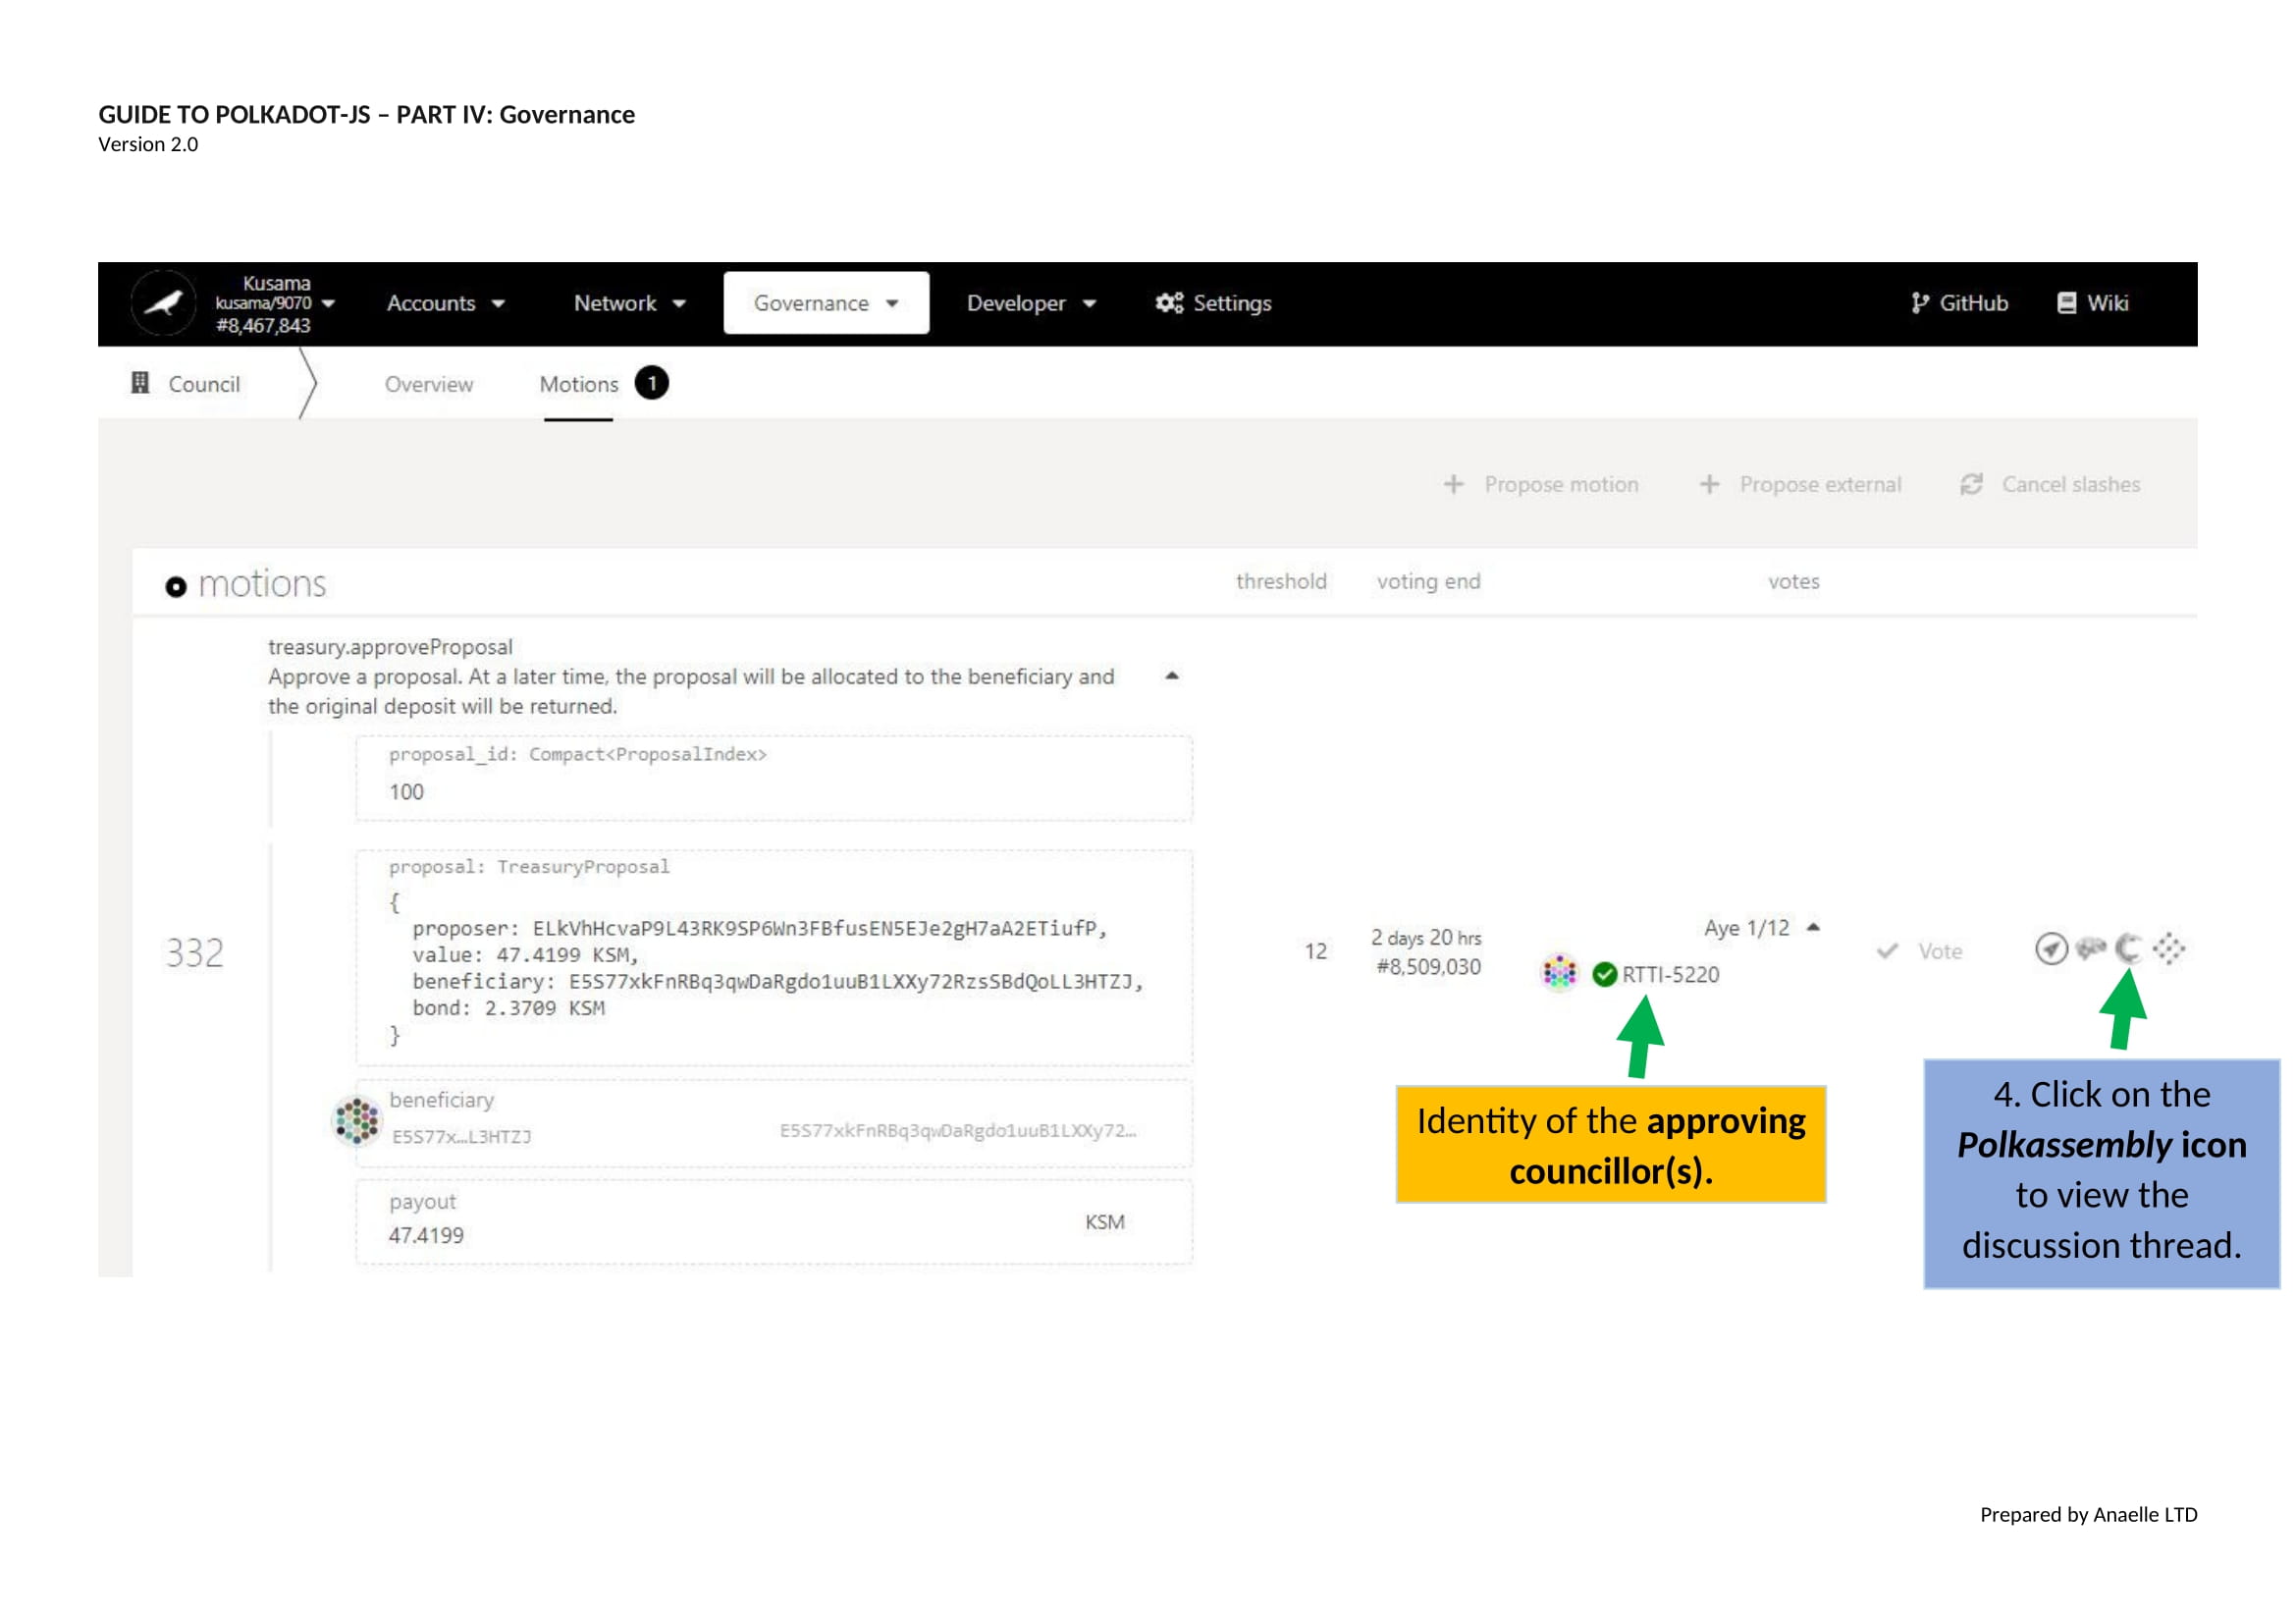 GUIDE TO POLKADOT-JS – PART IV: Governance
Version 2.0
Kusama
kusama/9070
#8,467,843
Accounts
Network
Governance
Developer
Settings
GitHub
Wiki
Council
Overview
Motions 1
+ Propose motion
+ Propose external
Cancel slashes
motions
threshold
voting end
votes
treasury.approveProposal
Approve a proposal. At a later time, the proposal will be allocated to the beneficiary and
the original deposit will be returned.
proposal_id: Compact<ProposalIndex>
100
332
proposal: TreasuryProposal
{
proposer: ELkVhHcvaP9L43RK9SP6Wn3FBfusEN5EJe2gH7aA2ETiufP,
value: 47.4199 KSM,
beneficiary: E5S77xkFnRBq3qwDaRgdo1uuB1LXXy72RzsSBdQoLL3HTZJ,
bond: 2.3709 KSM
}
12
2 days 20 hrs
#8,509,030
Aye 1/12
RTTI-5220
Vote
beneficiary
E5S77x...L3HTZJ
E5S77xkFnRBq3qwDaRgdo1uuB1LXXy72...
payout
47.4199
KSM
Identity of the approving
councillor(s).
4. Click on the
Polkassembly icon
to view the
discussion thread.
Prepared by Anaelle LTD